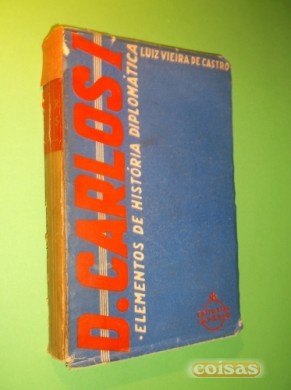 LUIZ VIEIRA DE CASTRO
D. CARLOS I
• ELEMENTOS DE HISTÓRIA DIPLOMÁTICA
coisas